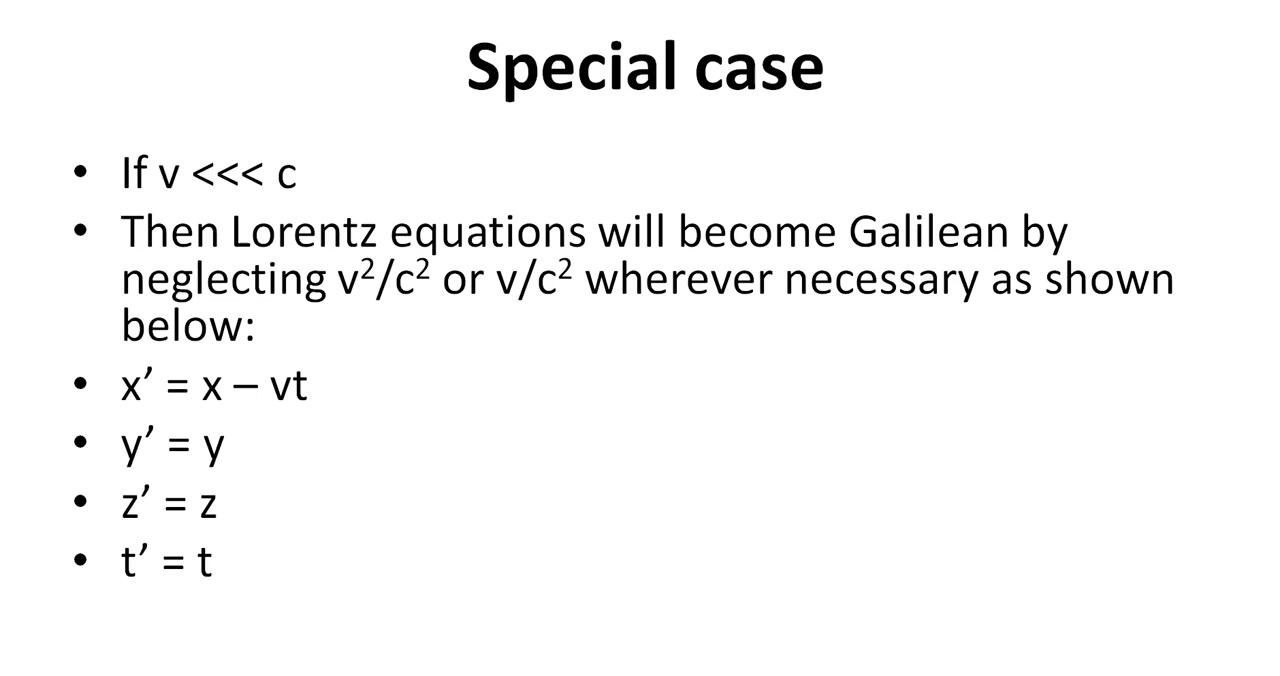 Special case
• If v <<< c
• Then Lorentz equations will become Galilean by
neglecting v²/c² or v/c² wherever necessary as shown
below:
• x’ = x – vt
• y’ = y
• z’ = z
• t’ = t